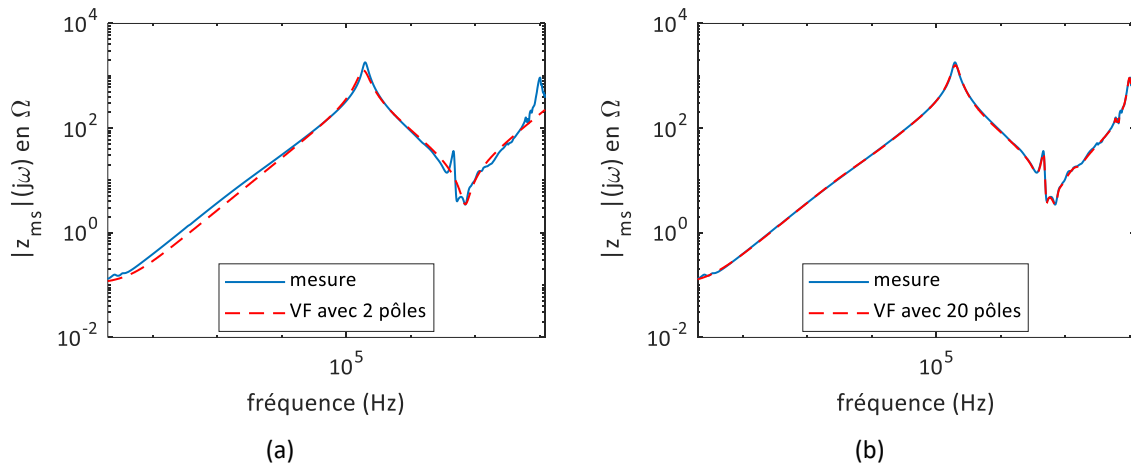 10^4
10^2
10^0
10^-2
|z_ms|(jω) en Ω
mesure
VF avec 2 pôles
10^5
fréquence (Hz)
(a)
10^4
10^2
10^0
10^-2
|z_ms|(jω) en Ω
mesure
VF avec 20 pôles
10^5
fréquence (Hz)
(b)